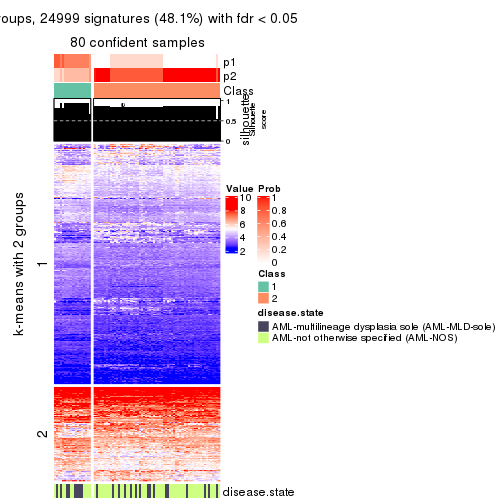 oups, 24999 signatures (48.1%) with fdr < 0.05
80 confident samples
p1
p2
Class
silhouette
Silhouette
score
1
0.5
0
k-means with 2 groups
1
2
Value
10
8
6
4
2
Prob
1
0.8
0.6
0.4
0.2
0
Class
1
2
disease.state
AML-multilineage dysplasia sole (AML-MLD-sole)
AML-not otherwise specified (AML-NOS)
disease.state